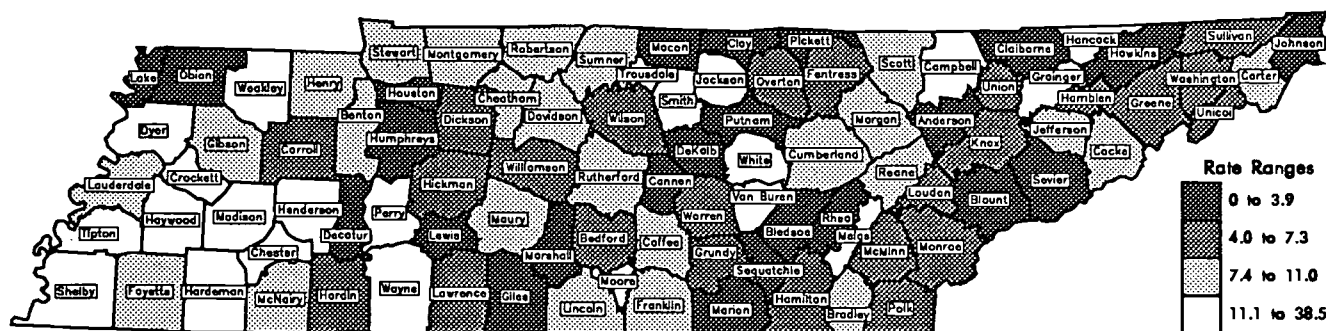 Stewart
Montgomery
Robertson
Sumner
Macon
Clay
Pickett
Scott
Campbell
Claiborne
Hancock
Hawkins
Sullivan
Johnson
Lake
Obion
Weakley
Henry
Houston
Cheatham
Trousdale
Jackson
Overton
Fentress
Union
Grainger
Washington
Carter
Smith
Hamblen
Greene
Unicoi
Dyer
Gibson
Carroll
Benton
Humphreys
Dickson
Davidson
Wilson
Putnam
Morgan
Anderson
Knox
Jefferson
Cocke
Lauderdale
Crockett
Hickman
Williamson
Rutherford
DeKalb
Cannon
White
Cumberland
Roane
Loudon
Blount
Sevier
Rate Ranges
0 to 3.9
4.0 to 7.3
7.4 to 11.0
11.1 to 38.5
Tipton
Haywood
Madison
Henderson
Decatur
Perry
Lewis
Maury
Marshall
Bedford
Coffee
Warren
Van Buren
Bledsoe
Rhea
Meigs
McMinn
Monroe
Chester
Grundy
Sequatchie
Shelby
Fayette
Hardeman
McNairy
Hardin
Wayne
Lawrence
Giles
Lincoln
Moore
Franklin
Marion
Hamilton
Bradley
Polk